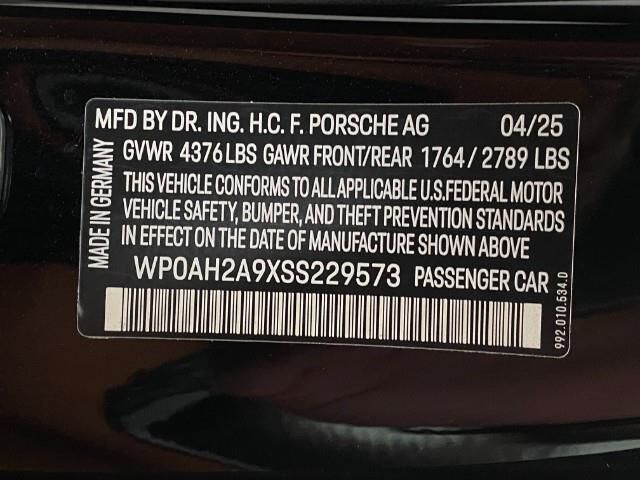 MFD BY DR. ING. H.C. F. PORSCHE AG 04/25
GVWR 4376 LBS GAWR FRONT/REAR 1764 / 2789 LBS
THIS VEHICLE CONFORMS TO ALL APPLICABLE U.S.FEDERAL MOTOR
VEHICLE SAFETY, BUMPER, AND THEFT PREVENTION STANDARDS
IN EFFECT ON THE DATE OF MANUFACTURE SHOWN ABOVE
WP0AH2A9XSS229573 PASSENGER CAR
MADE IN GERMANY
992.010.534.D